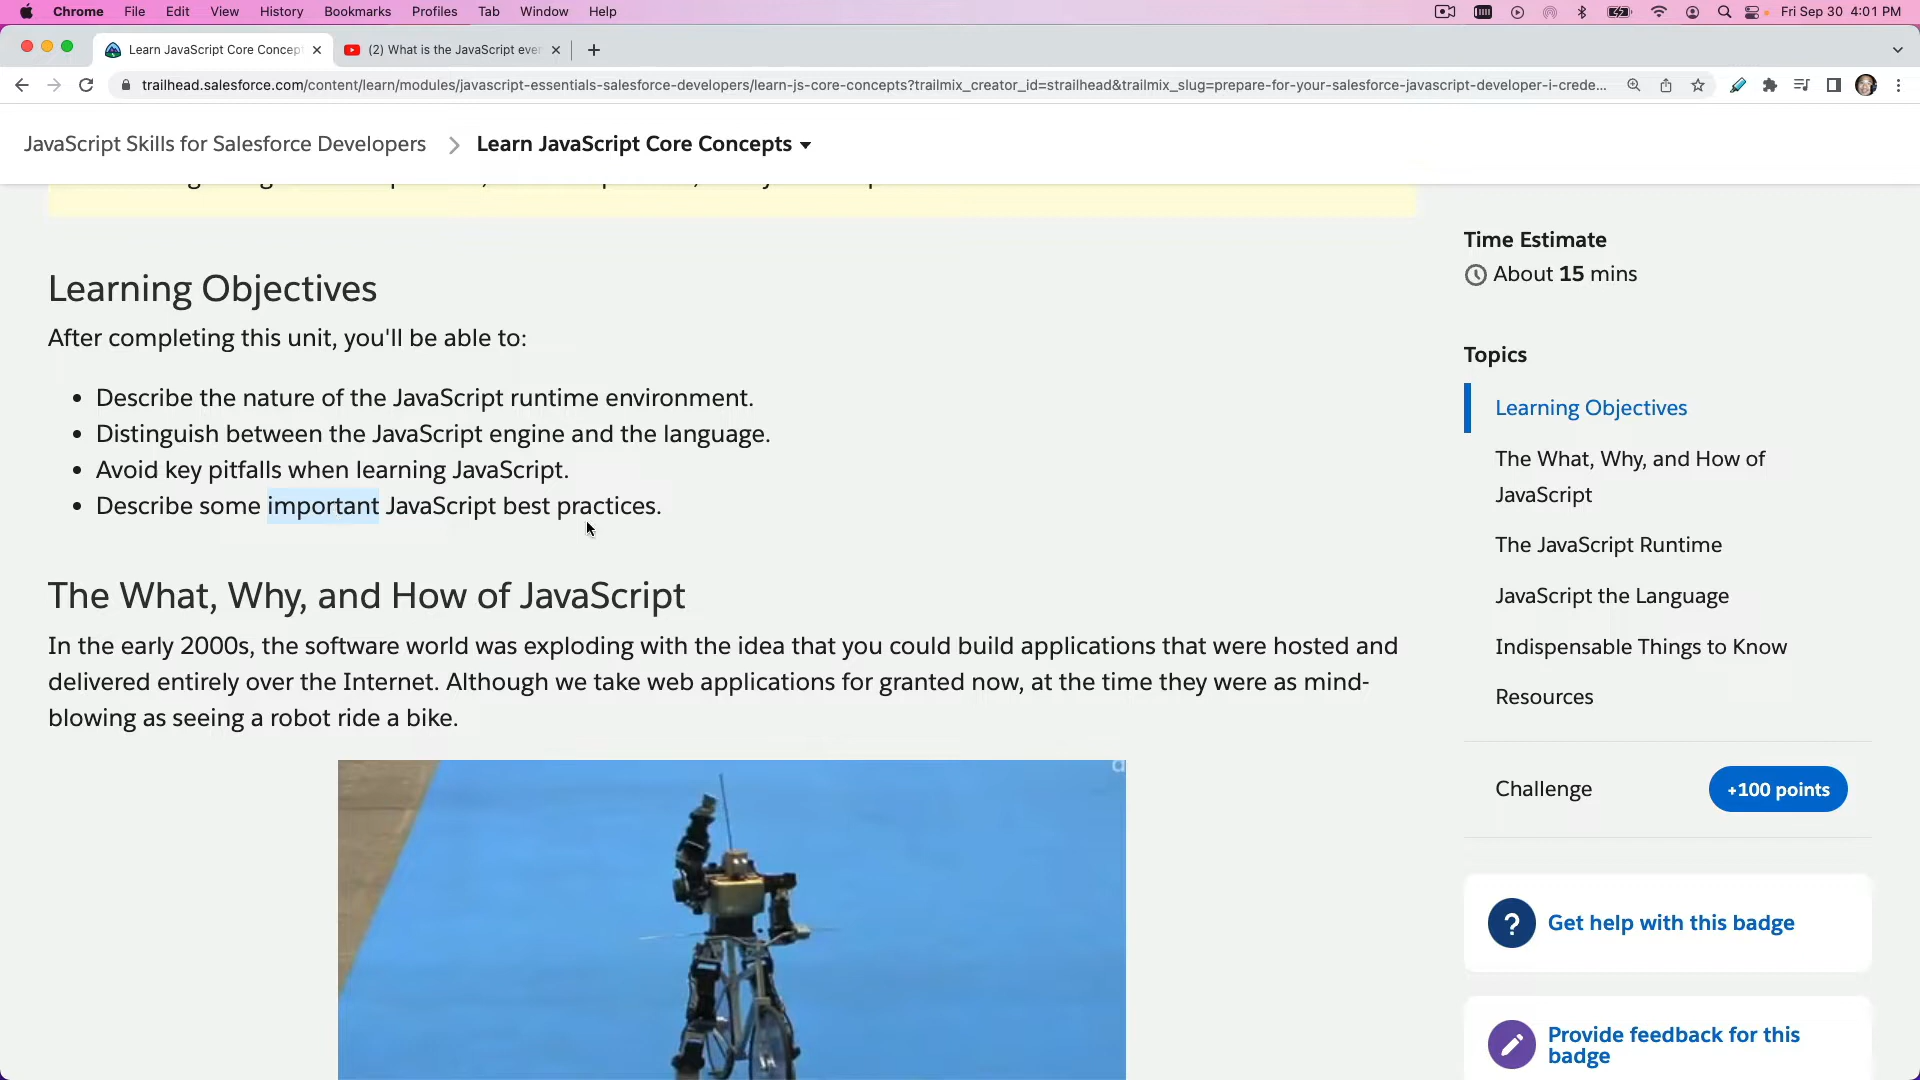 Chrome File Edit View History Bookmarks Profiles Tab Window Help Fri Sep 30 4:01 PM
Learn JavaScript Core Concep (2) What is the JavaScript eve
trailhead.salesforce.com/content/learn/modules/javascript-essentials-salesforce-developers/learn-js-core-concepts?trailmix_creator_id=strailhead&trailmix_slug=prepare-for-your-salesforce-javascript-developer-i-crede...
JavaScript Skills for Salesforce Developers Learn JavaScript Core Concepts
Learning Objectives
After completing this unit, you'll be able to:
• Describe the nature of the JavaScript runtime environment.
• Distinguish between the JavaScript engine and the language.
• Avoid key pitfalls when learning JavaScript.
• Describe some important JavaScript best practices.
The What, Why, and How of JavaScript
In the early 2000s, the software world was exploding with the idea that you could build applications that were hosted and
delivered entirely over the Internet. Although we take web applications for granted now, at the time they were as mind-
blowing as seeing a robot ride a bike.
Time Estimate
About 15 mins
Topics
Learning Objectives
The What, Why, and How of
JavaScript
The JavaScript Runtime
JavaScript the Language
Indispensable Things to Know
Resources
Challenge +100 points
? Get help with this badge
Provide feedback for this
badge